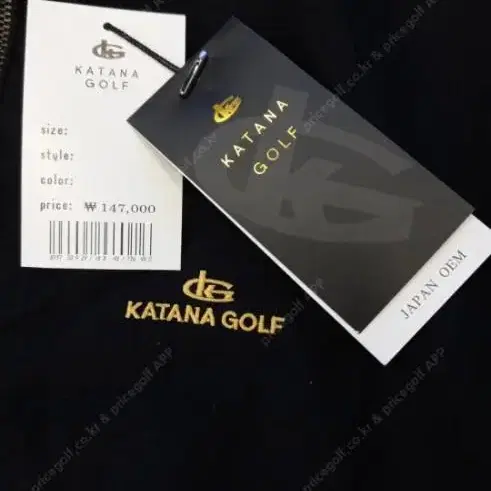 KATANA
GOLF
size:
style:
color:
price: ₩ 147,000
KATANA
GOLF
JAPAN OEM
KATANA GOLF
pricegolf.co.kr & pricegolf APP